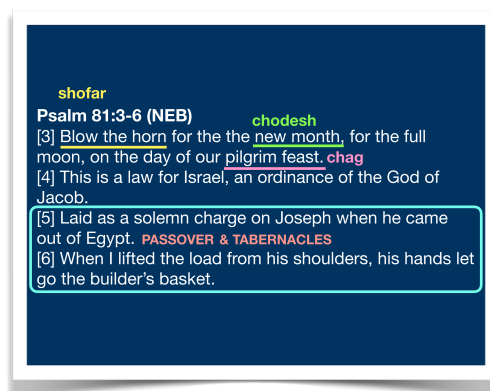 shofar
Psalm 81:3-6 (NEB)
chodesh
[3] Blow the horn for the the new month, for the full
moon, on the day of our pilgrim feast. chag
[4] This is a law for Israel, an ordinance of the God of
Jacob.
[5] Laid as a solemn charge on Joseph when he came
out of Egypt. PASSOVER & TABERNACLES
[6] When I lifted the load from his shoulders, his hands let
go the builder’s basket.